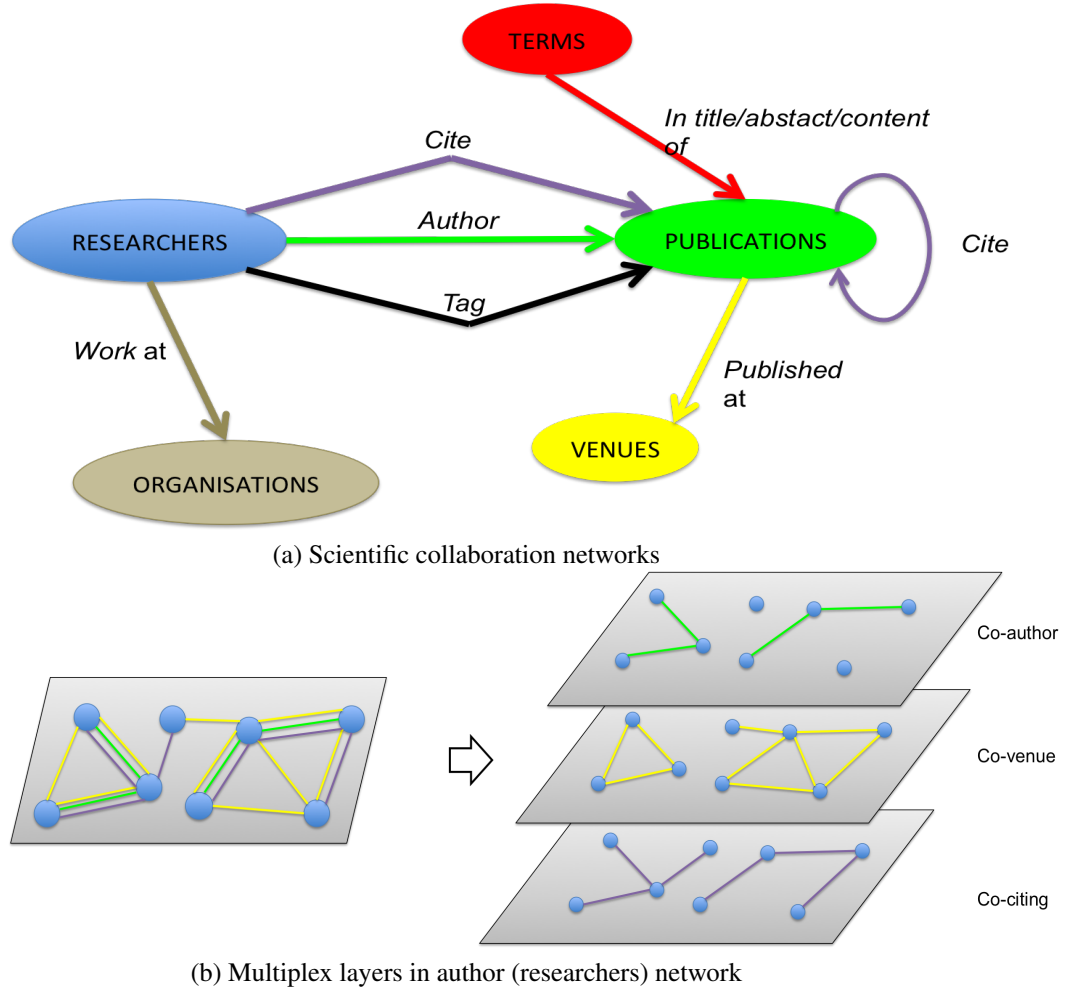 TERMS
In title/abstact/content
of
Cite
RESEARCHERS
Author
PUBLICATIONS
Cite
Tag
Work at
Published
at
VENUES
ORGANISATIONS
(a) Scientific collaboration networks
Co-author
Co-venue
Co-citing
(b) Multiplex layers in author (researchers) network